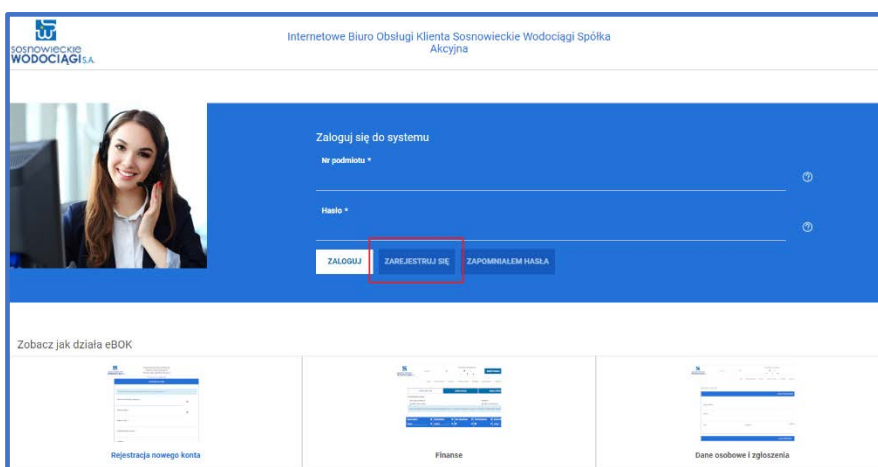 sosnowieckie
WODOCIĄGI S.A.
Internetowe Biuro Obsługi Klienta Sosnowieckie Wodociągi Spółka
Akcyjna
Zaloguj się do systemu
Nr podmiotu *
Hasło *
ZALOGUJ ZAREJESTRUJ SIĘ ZAPOMNIAŁEM HASŁA
Zobacz jak działa eBOK
Rejestracja nowego konta Finanse Dane osobowe i zgłoszenia